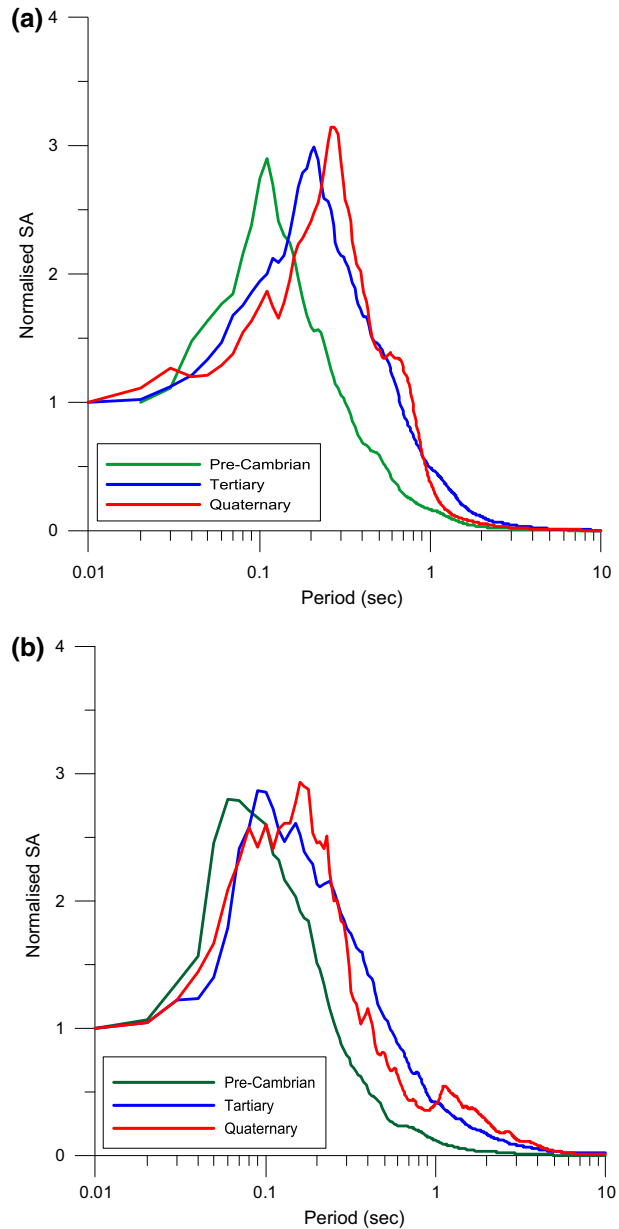 (a)
4
3
2
1
0
Normalised SA
Pre-Cambrian
Tertiary
Quaternary
0.01 0.1 1 10
Period (sec)
(b)
4
3
2
1
0
Normalised SA
Pre-Cambrian
Tartiary
Quaternary
0.01 0.1 1 10
Period (sec)